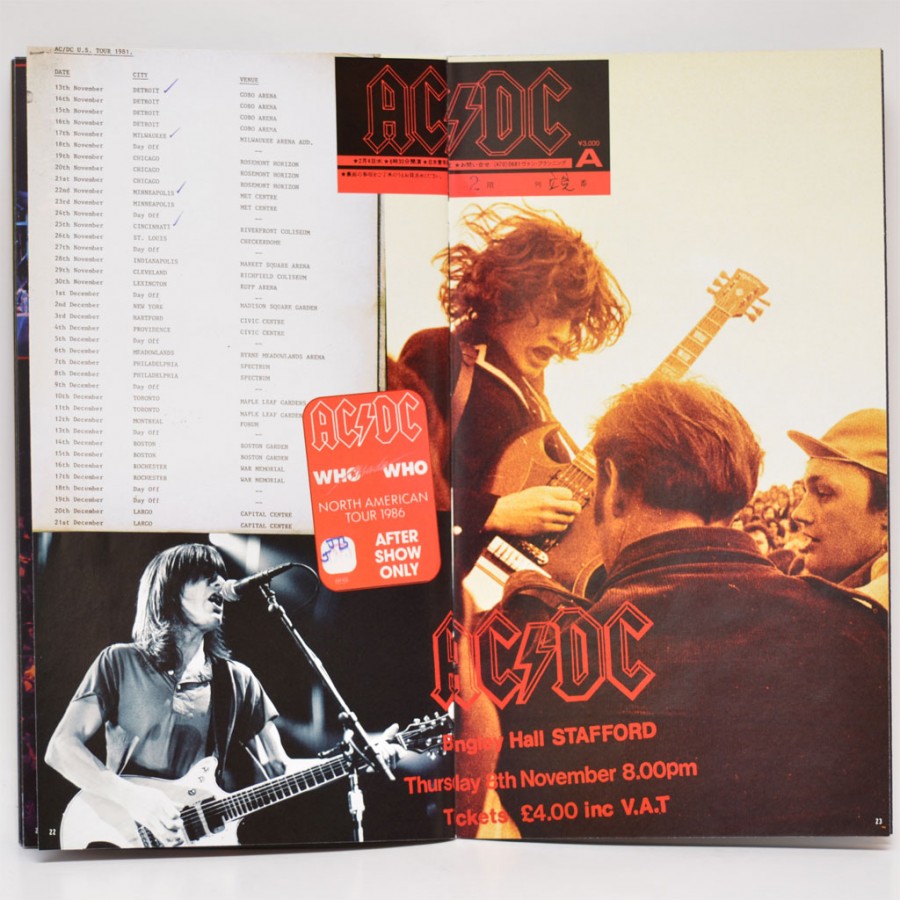 AC/DC U.S. TOUR 1981.
DATE CITY VENUE
13th November DETROIT COBO ARENA
14th November DETROIT COBO ARENA
15th November DETROIT COBO ARENA
16th November DETROIT COBO ARENA
17th November MILWAUKEE MILWAUKEE ARENA AUD.
18th November Day Off --
19th November CHICAGO ROSEMONT HORIZON
20th November CHICAGO ROSEMONT HORIZON
21st November CHICAGO ROSEMONT HORIZON
22nd November MINNEAPOLIS MET CENTRE
23rd November MINNEAPOLIS MET CENTRE
24th November Day Off --
25th November CINCINNATI RIVERFRONT COLISEUM
26th November ST. LOUIS CHECKERDOME
27th November Day Off --
28th November INDIANAPOLIS MARKET SQUARE ARENA
29th November CLEVELAND RICHFIELD COLISEUM
30th November LEXINGTON RUPP ARENA
1st December Day Off --
2nd December NEW YORK MADISON SQUARE GARDEN
3rd December HARTFORD CIVIC CENTRE
4th December PROVIDENCE CIVIC CENTRE
5th December Day Off --
6th December MEADOWLANDS BYRNE MEADOWLANDS ARENA
7th December PHILADELPHIA SPECTRUM
8th December PHILADELPHIA SPECTRUM
9th December Day Off --
10th December TORONTO MAPLE LEAF GARDENS
11th December TORONTO MAPLE LEAF GARDENS
12th December MONTREAL FORUM
13th December Day Off --
14th December BOSTON BOSTON GARDEN
15th December BOSTON BOSTON GARDEN
16th December ROCHESTER WAR MEMORIAL
17th December ROCHESTER WAR MEMORIAL
18th December Day Off --
19th December Day Off --
20th December LARGO CAPITAL CENTRE
21st December LARGO CAPITAL CENTRE
AC/DC
¥3,000
A
2 階 列 番
AC/DC
WHO WHO
NORTH AMERICAN
TOUR 1986
AFTER
SHOW
ONLY
AC/DC
Bngley Hall STAFFORD
Thursday 8th November 8.00pm
Tckets £4.00 inc V.A.T
22
23